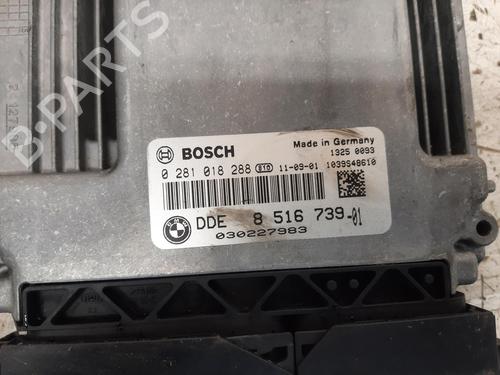 B-PARTS
BOSCH
Made in Germany
1325 0093
0 281 018 288 11-09-01 1039S48610
DDE 8 516 739-01
030227983